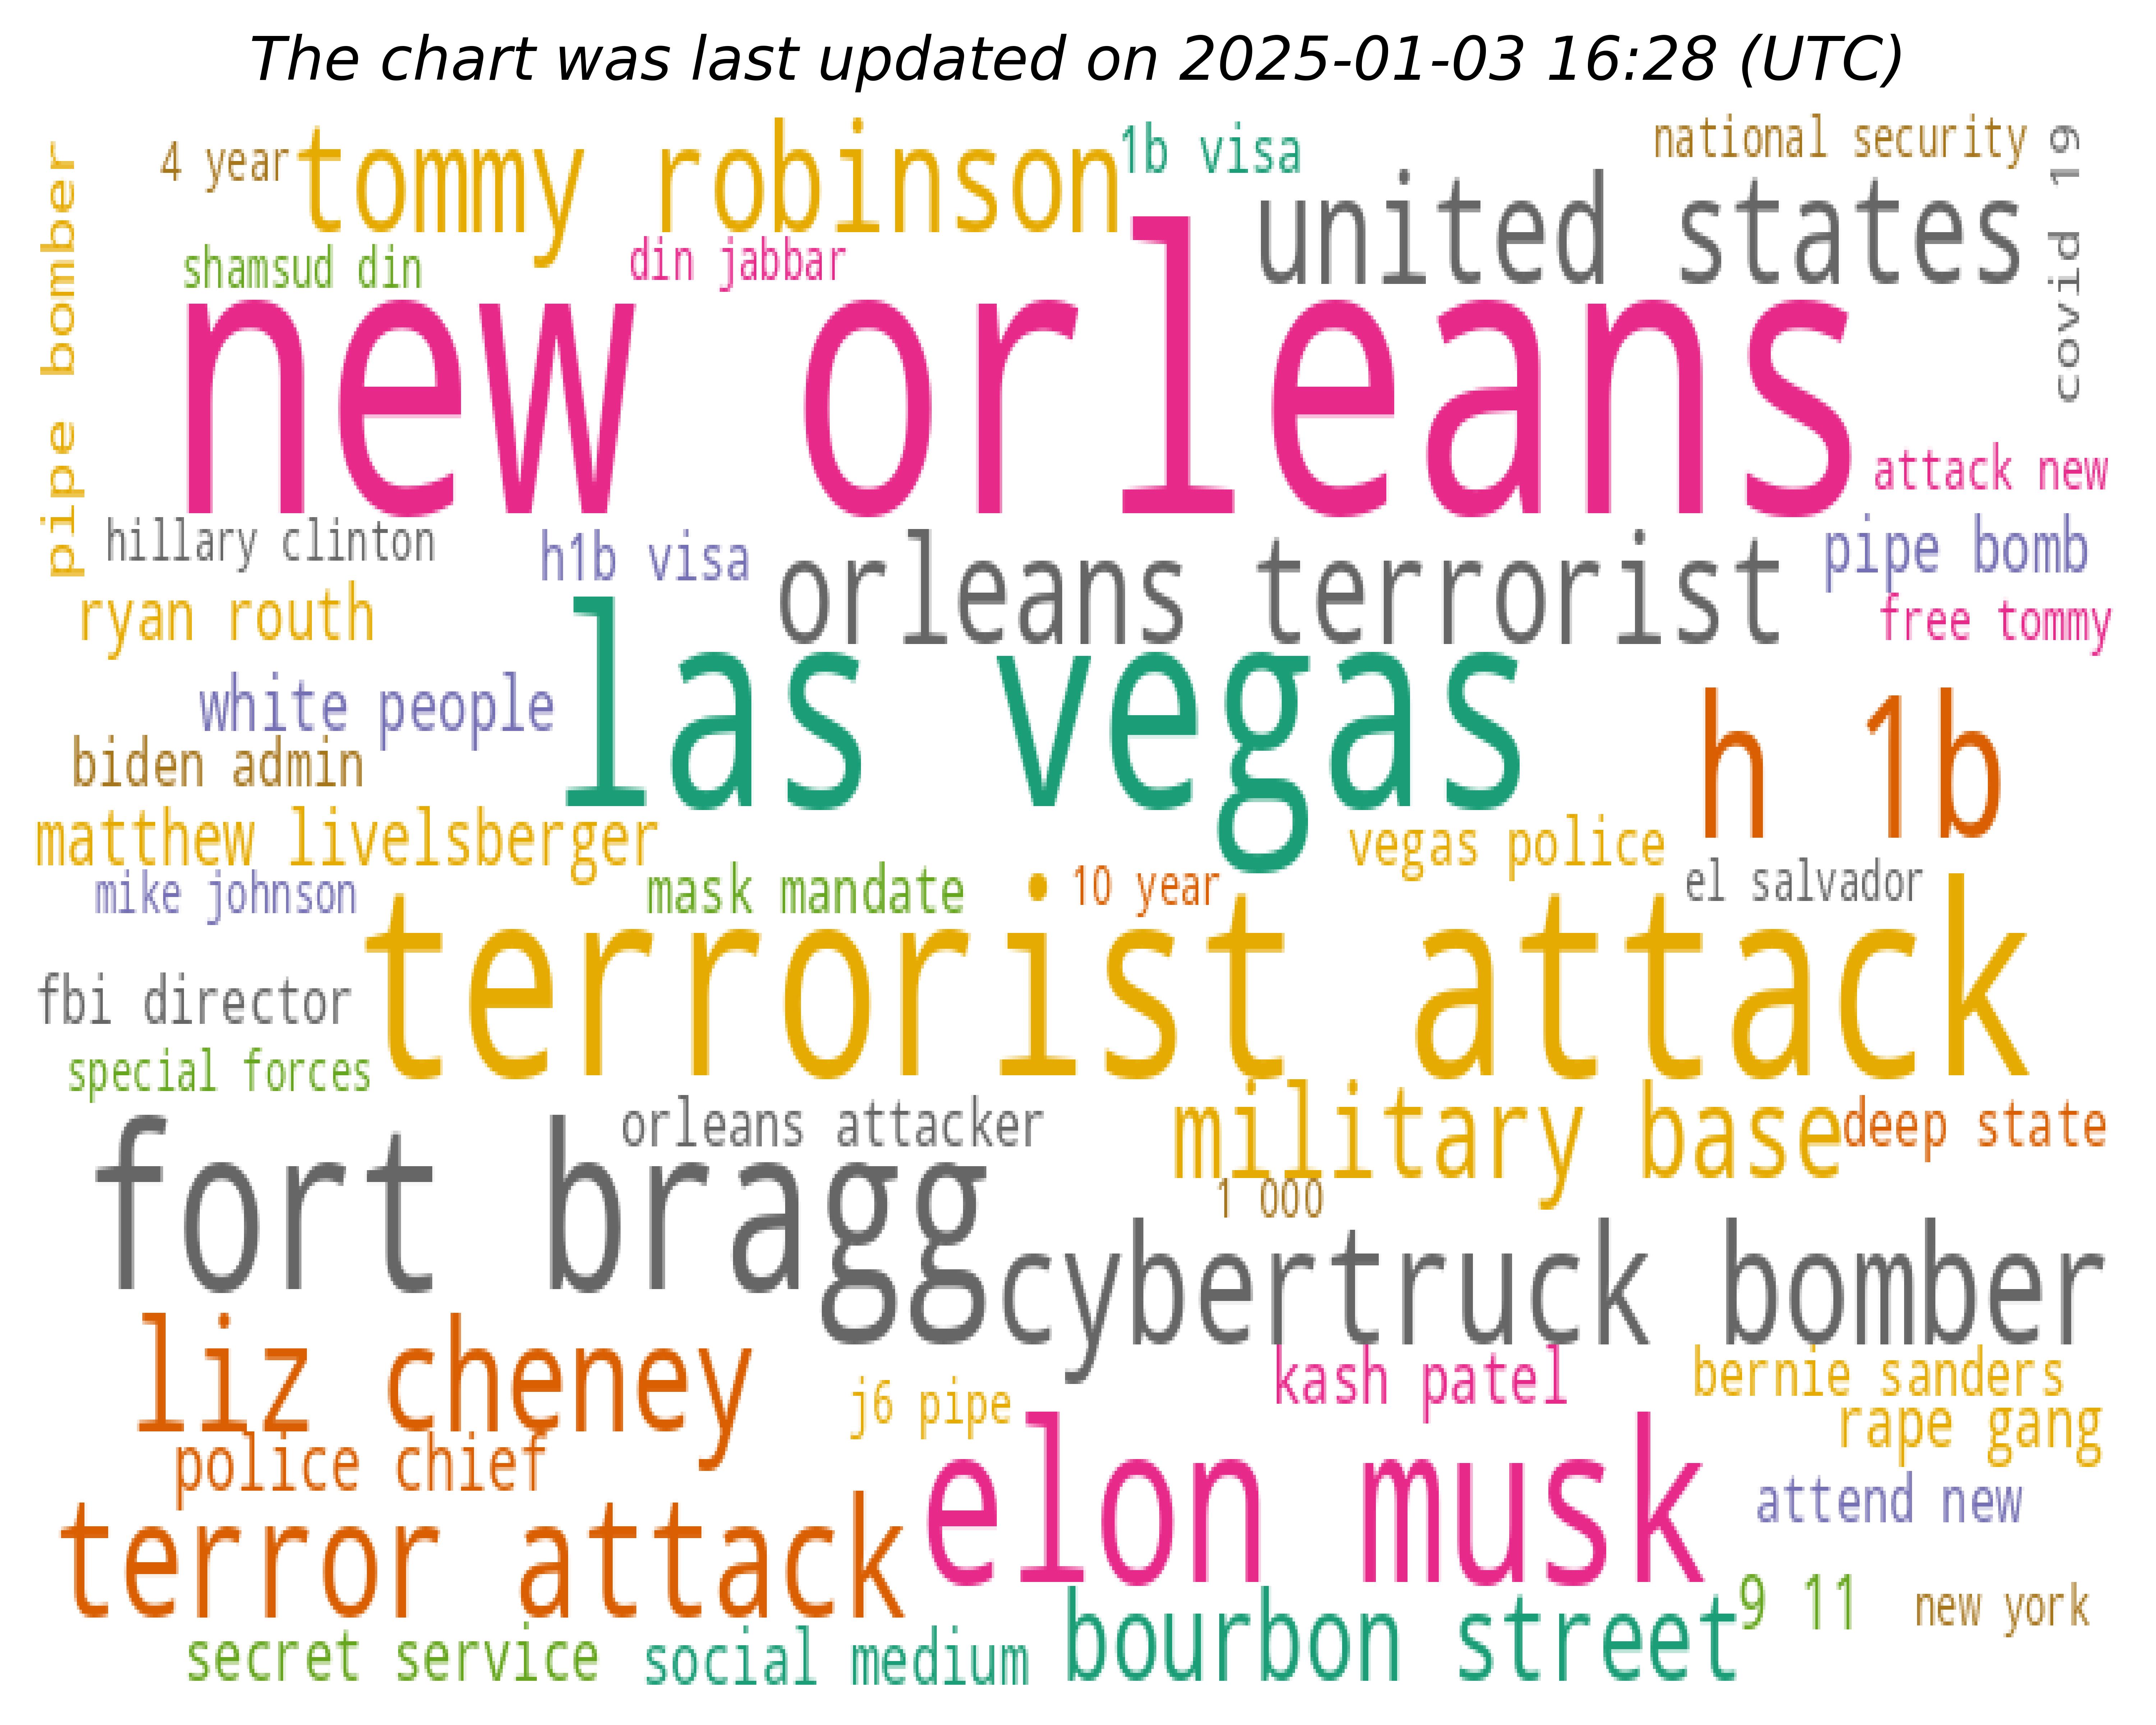 The chart was last updated on 2025-01-03 16:28 (UTC)
pipe bomber
4 year
tommy robinson
1b visa
national security
covid 19
united states
shamsud din
din jabbar
new orleans
attack new
hillary clinton
h1b visa
orleans terrorist
pipe bomb
ryan routh
free tommy
white people
las vegas
h 1b
biden admin
matthew livelsberger
vegas police
mike johnson
mask mandate
10 year
el salvador
terrorist attack
fbi director
special forces
fort bragg
orleans attacker
military base
deep state
1 000
cybertruck bomber
liz cheney
j6 pipe
kash patel
bernie sanders
rape gang
police chief
elon musk
attend new
terror attack
bourbon street
9 11
new york
secret service
social medium